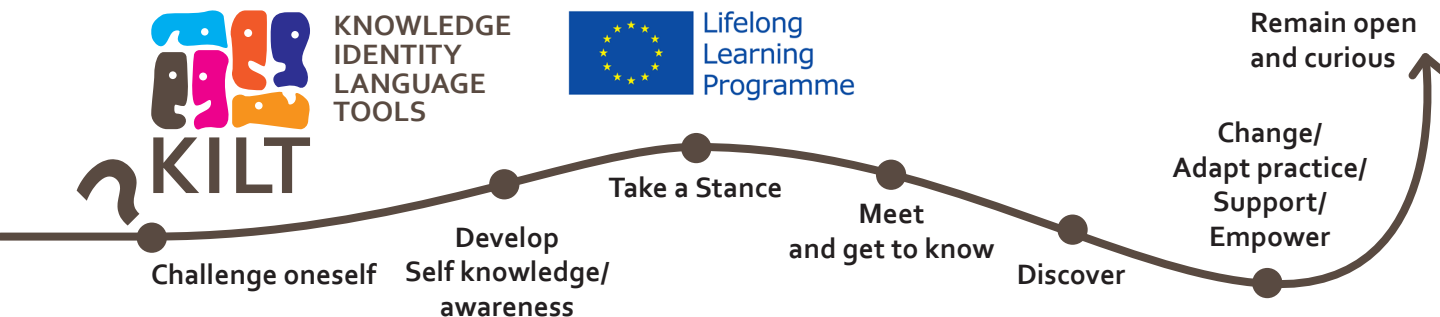 KNOWLEDGE
IDENTITY
LANGUAGE
TOOLS
KILT
Lifelong
Learning
Programme
?
Challenge oneself
Develop
Self knowledge/
awareness
Take a Stance
Meet
and get to know
Discover
Change/
Adapt practice/
Support/
Empower
Remain open
and curious